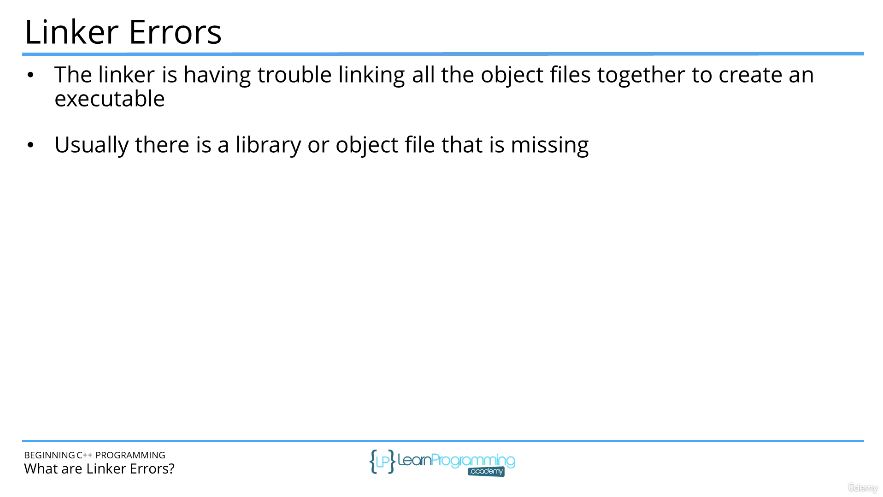 Linker Errors
• The linker is having trouble linking all the object files together to create an
executable
• Usually there is a library or object file that is missing
BEGINNING C++ PROGRAMMING
What are Linker Errors?
{LP} LearnProgramming
academy
Udemy